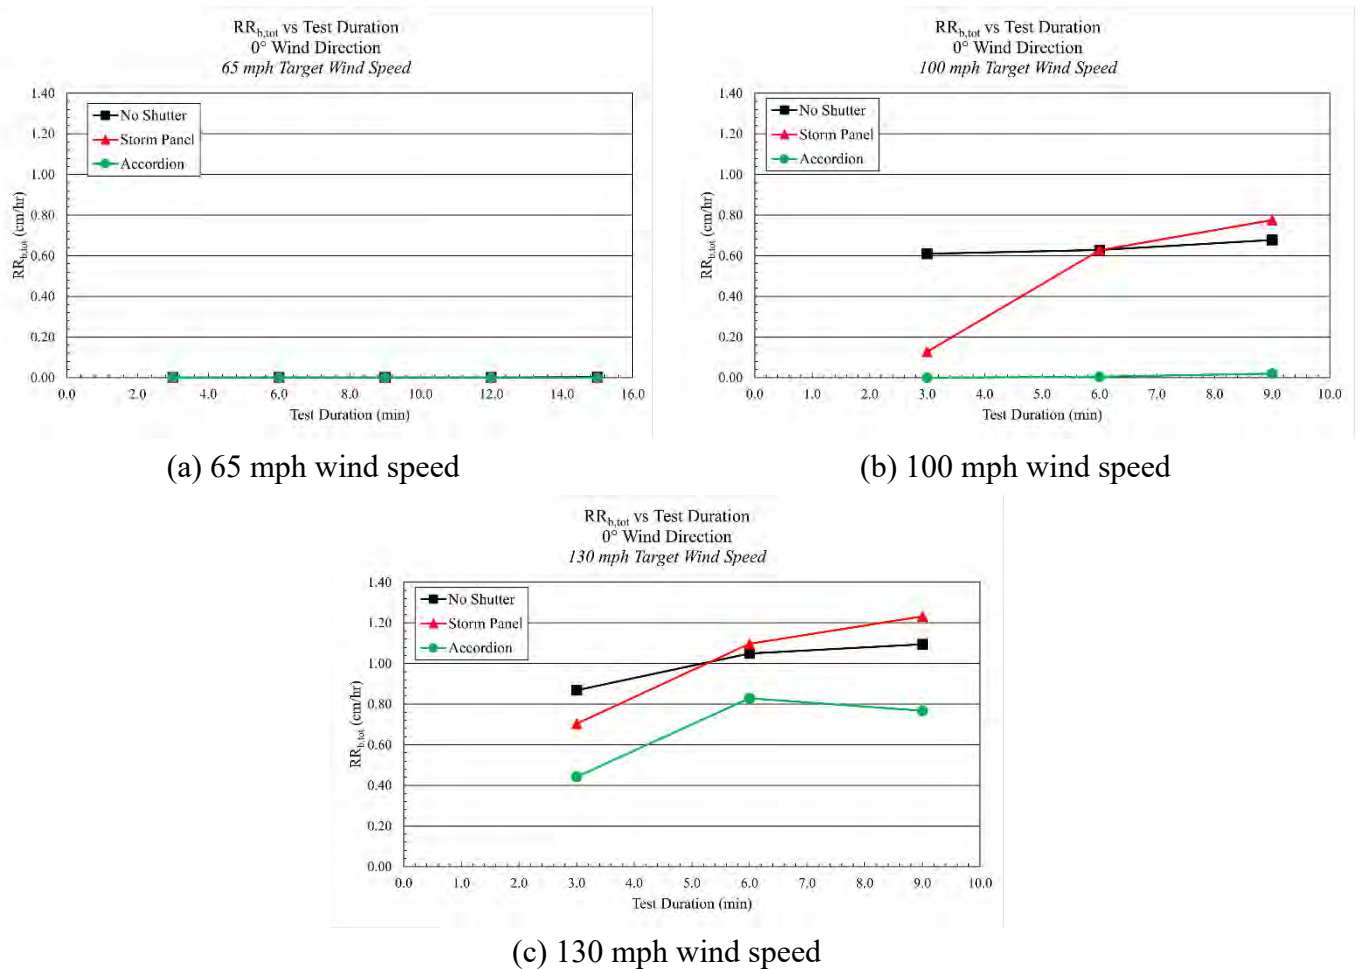 RRb,tot vs Test Duration
0° Wind Direction
65 mph Target Wind Speed
1.40
1.20
1.00
0.80
0.60
0.40
0.20
0.00
RRb,tot (cm/hr)
No Shutter
Storm Panel
Accordion
0.0 2.0 4.0 6.0 8.0 10.0 12.0 14.0 16.0
Test Duration (min)
(a) 65 mph wind speed
RRb,tot vs Test Duration
0° Wind Direction
100 mph Target Wind Speed
1.40
1.20
1.00
0.80
0.60
0.40
0.20
0.00
RRb,tot (cm/hr)
No Shutter
Storm Panel
Accordion
0.0 1.0 2.0 3.0 4.0 5.0 6.0 7.0 8.0 9.0 10.0
Test Duration (min)
(b) 100 mph wind speed
RRb,tot vs Test Duration
0° Wind Direction
130 mph Target Wind Speed
1.40
1.20
1.00
0.80
0.60
0.40
0.20
0.00
RRb,tot (cm/hr)
No Shutter
Storm Panel
Accordion
0.0 1.0 2.0 3.0 4.0 5.0 6.0 7.0 8.0 9.0 10.0
Test Duration (min)
(c) 130 mph wind speed